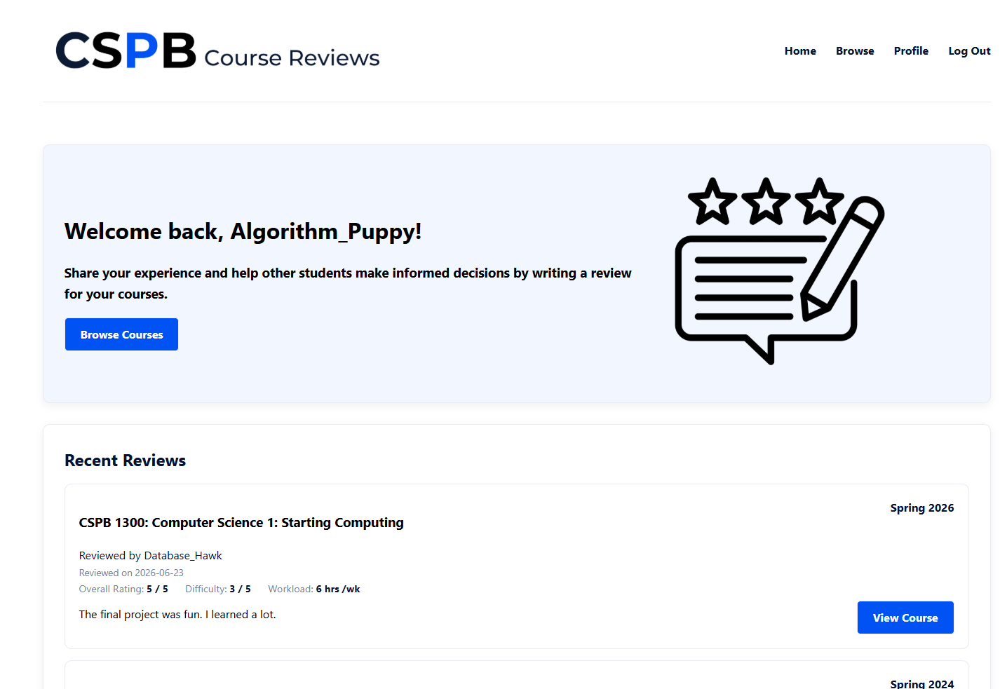 CSPB Course Reviews
Home Browse Profile Log Out
Welcome back, Algorithm_Puppy!
Share your experience and help other students make informed decisions by writing a review
for your courses.
Browse Courses
Recent Reviews
Spring 2026
CSPB 1300: Computer Science 1: Starting Computing
Reviewed by Database_Hawk
Reviewed on 2026-06-23
Overall Rating: 5 / 5 Difficulty: 3 / 5 Workload: 6 hrs /wk
The final project was fun. I learned a lot.
View Course
Spring 2024